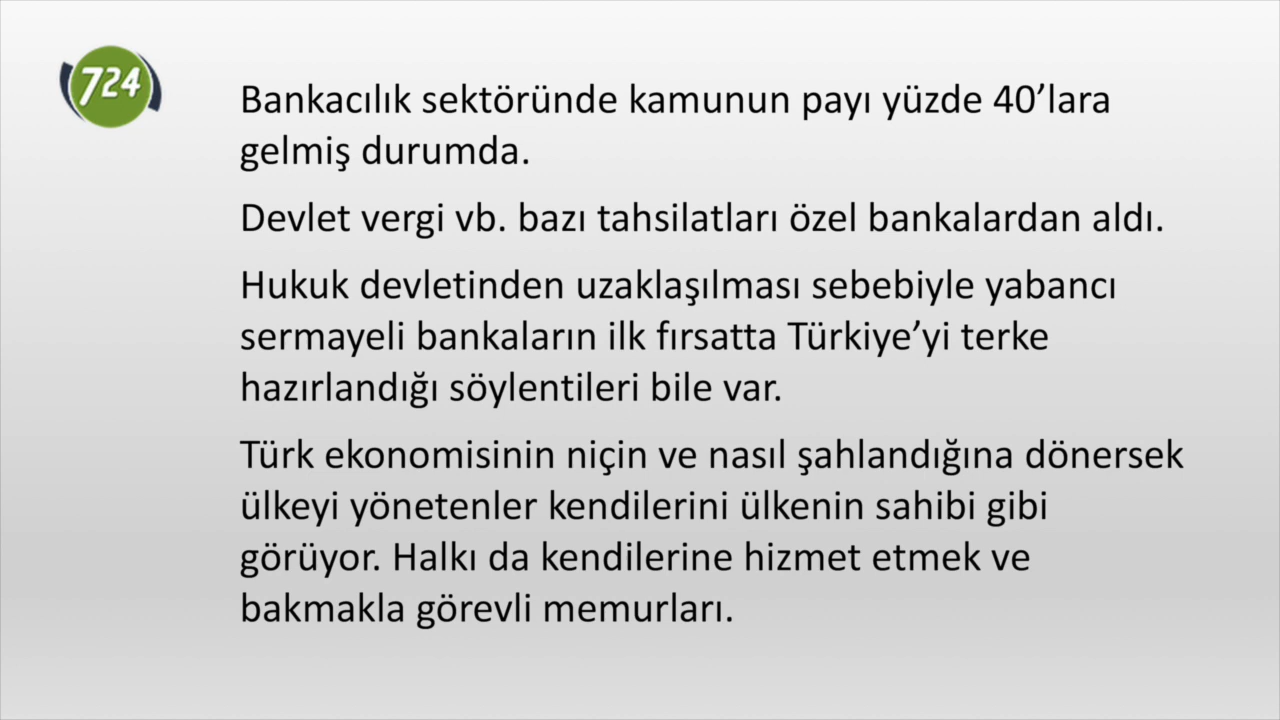 724
Bankacılık sektöründe kamunun payı yüzde 40’lara
gelmiş durumda.
Devlet vergi vb. bazı tahsilatları özel bankalardan aldı.
Hukuk devletinden uzaklaşılması sebebiyle yabancı
sermayeli bankaların ilk fırsatta Türkiye’yi terke
hazırlandığı söylentileri bile var.
Türk ekonomisinin niçin ve nasıl şahlandığına dönersek
ülkeyi yönetenler kendilerini ülkenin sahibi gibi
görüyor. Halkı da kendilerine hizmet etmek ve
bakmakla görevli memurları.